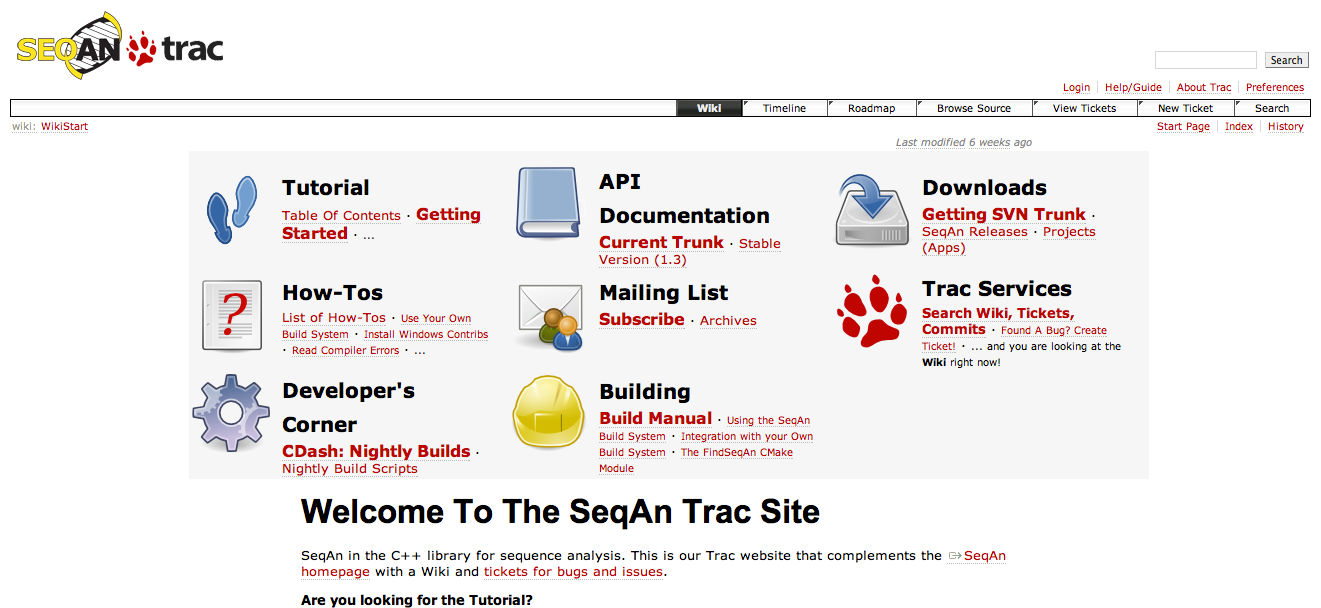 SEQAN trac
Search
Login Help/Guide About Trac Preferences
Wiki Timeline Roadmap Browse Source View Tickets New Ticket Search
wiki: WikiStart
Start Page Index History
Last modified 6 weeks ago
Tutorial
Table Of Contents · Getting
Started · ...
API
Documentation
Current Trunk · Stable
Version (1.3)
Downloads
Getting SVN Trunk ·
SeqAn Releases · Projects
(Apps)
How-Tos
List of How-Tos · Use Your Own
Build System · Install Windows Contribs
· Read Compiler Errors · ...
Mailing List
Subscribe · Archives
Trac Services
Search Wiki, Tickets,
Commits · Found A Bug? Create
Ticket! · ... and you are looking at the
Wiki right now!
Developer's
Corner
CDash: Nightly Builds ·
Nightly Build Scripts
Building
Build Manual · Using the SeqAn
Build System · Integration with your Own
Build System · The FindSeqAn CMake
Module
Welcome To The SeqAn Trac Site
SeqAn in the C++ library for sequence analysis. This is our Trac website that complements the SeqAn
homepage with a Wiki and tickets for bugs and issues.
Are you looking for the Tutorial?